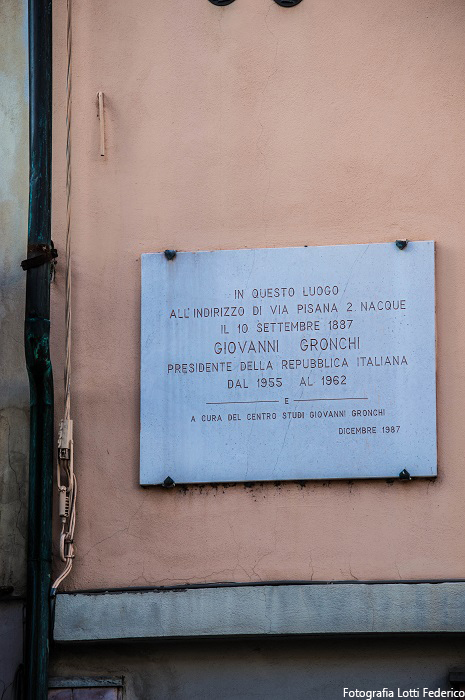 IN QUESTO LUOGO
ALL'INDIRIZZO DI VIA PISANA 2 NACQUE
IL 10 SETTEMBRE 1887
GIOVANNI GRONCHI
PRESIDENTE DELLA REPUBBLICA ITALIANA
DAL 1955 AL 1962
E
A CURA DEL CENTRO STUDI GIOVANNI GRONCHI
DICEMBRE 1987
Fotografia Lotti Federico